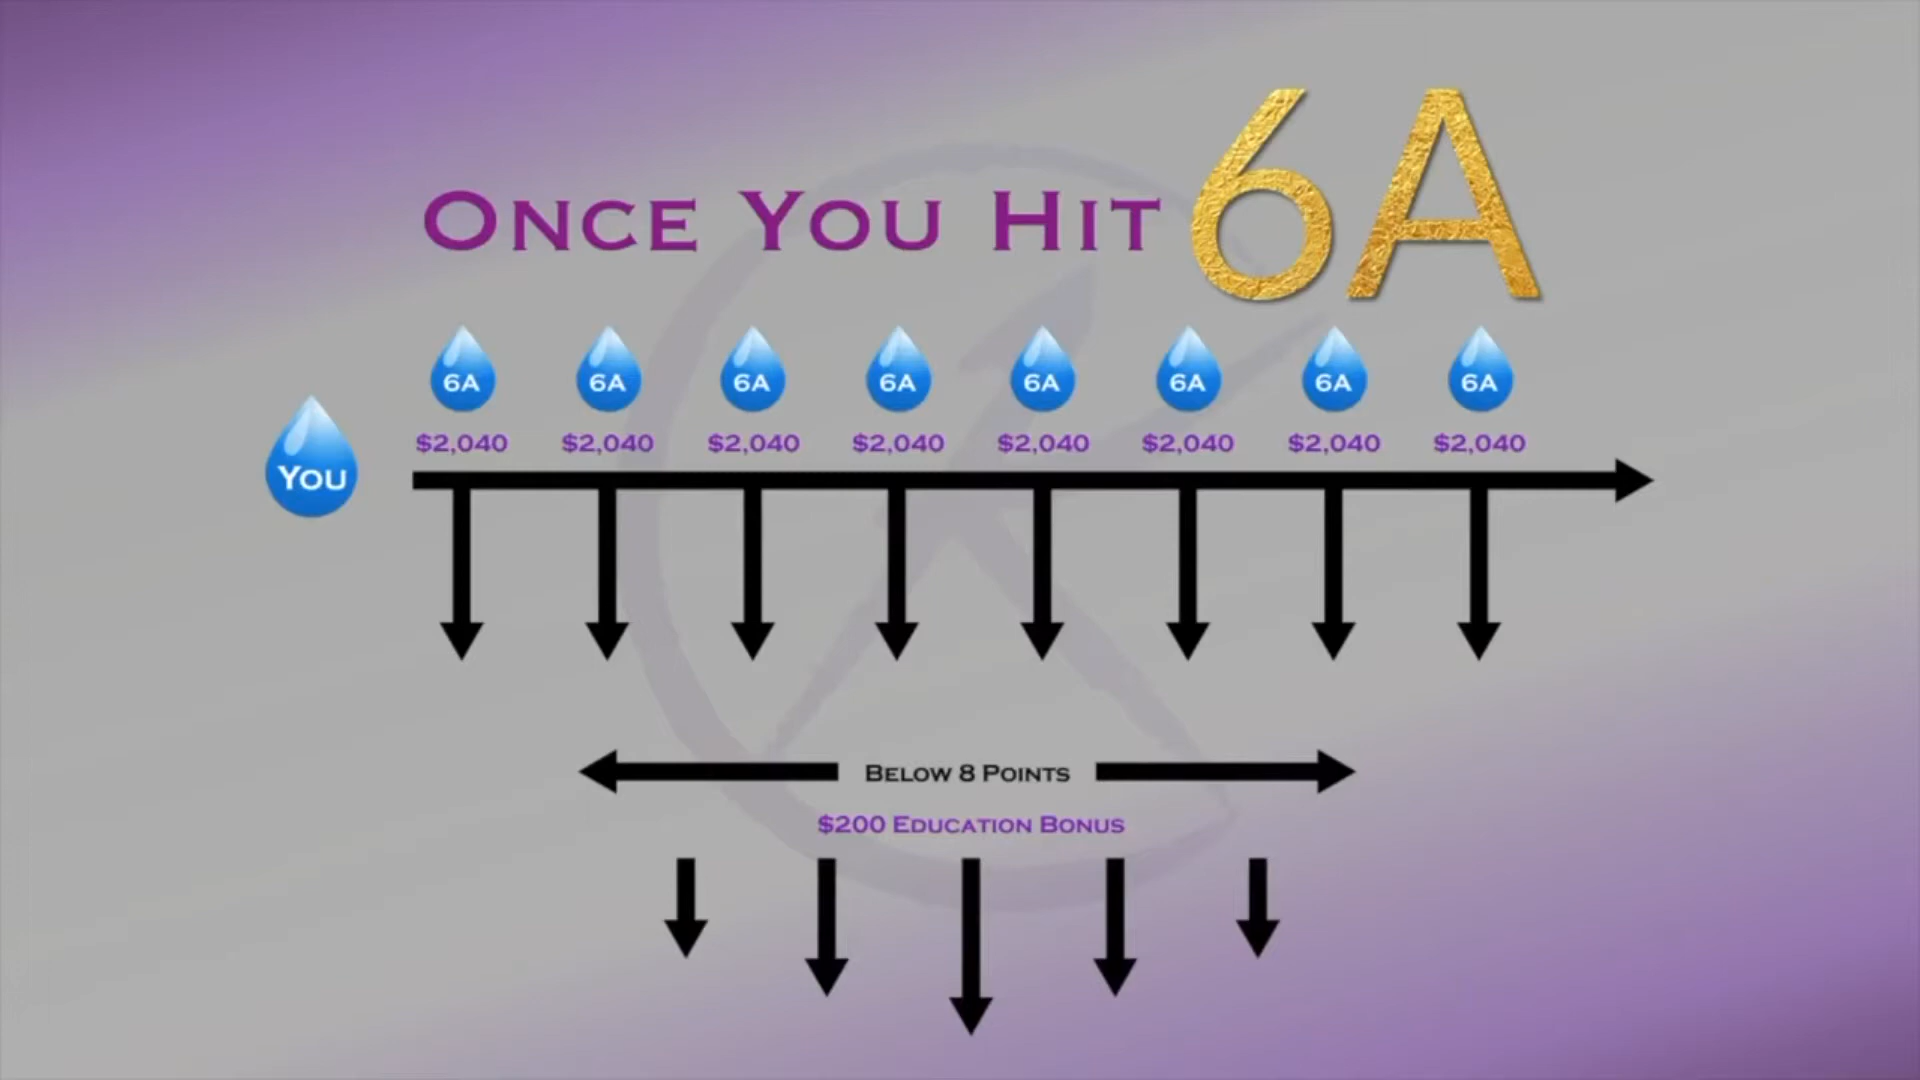 Once You Hit 6A
6A 6A 6A 6A 6A 6A 6A 6A
$2,040 $2,040 $2,040 $2,040 $2,040 $2,040 $2,040 $2,040
You
Below 8 Points
$200 Education Bonus